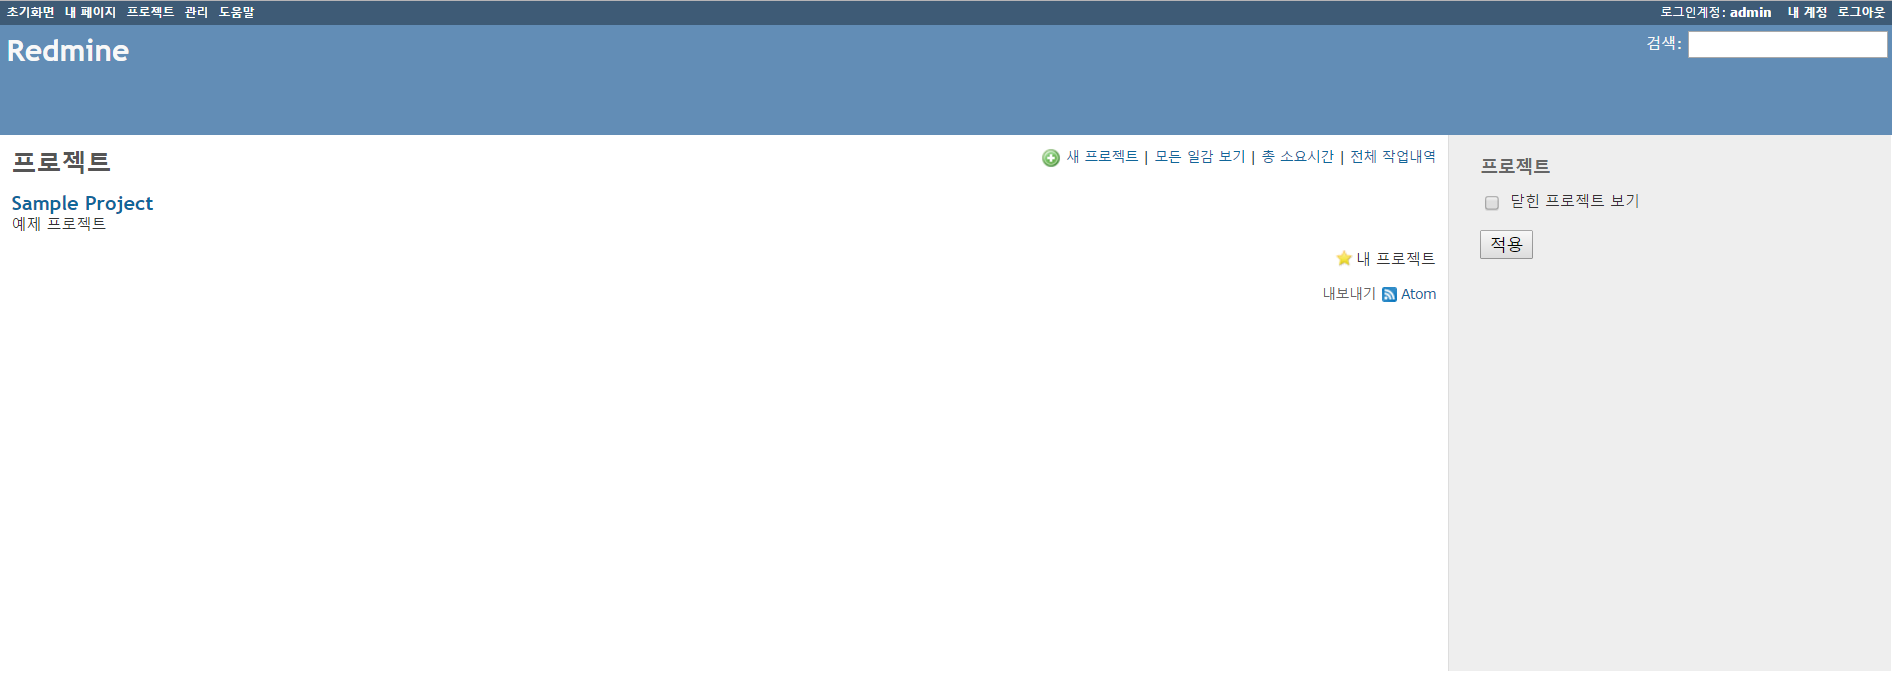 초기화면 내 페이지 프로젝트 관리 도움말 로그인계정: admin 내 계정 로그아웃
Redmine
검색:
프로젝트
새 프로젝트 | 모든 일감 보기 | 총 소요시간 | 전체 작업내역
Sample Project
예제 프로젝트
내 프로젝트
내보내기 Atom
프로젝트
닫힌 프로젝트 보기
적용